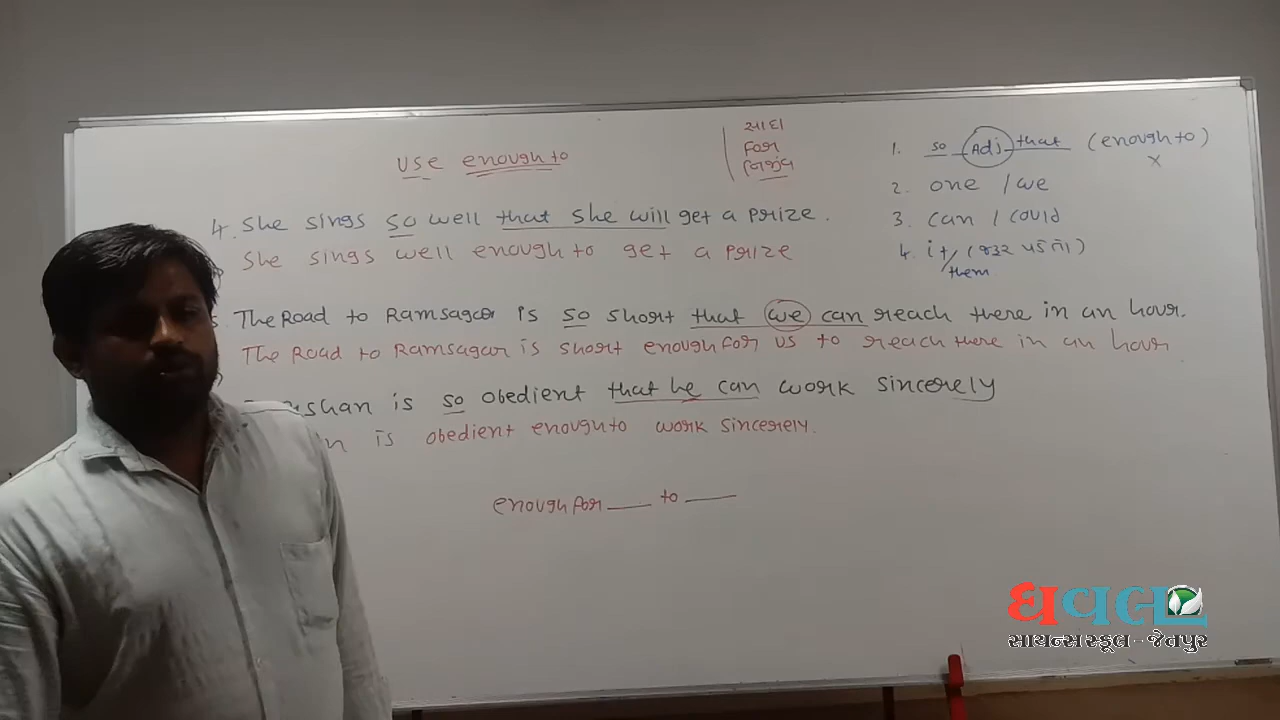 use enough to
સાદા
for
નિજીવ
1. so Adj that (enough to)
x
2. one / we
3. can / could
4. it / (જરૂર પડેતો)
them
4. She sings so well that she will get a prize.
She sings well enough to get a prize
The Road to Ramsagar is so short that we can reach there in an hour.
The Road to Ramsagar is short enough for us to reach there in an hour
shan is so obedient that he can work sincerely
n is obedient enough to work sincerely.
enough for ___ to ___
ધવલ
સાયન્સ સ્કૂલ - જેતપુર